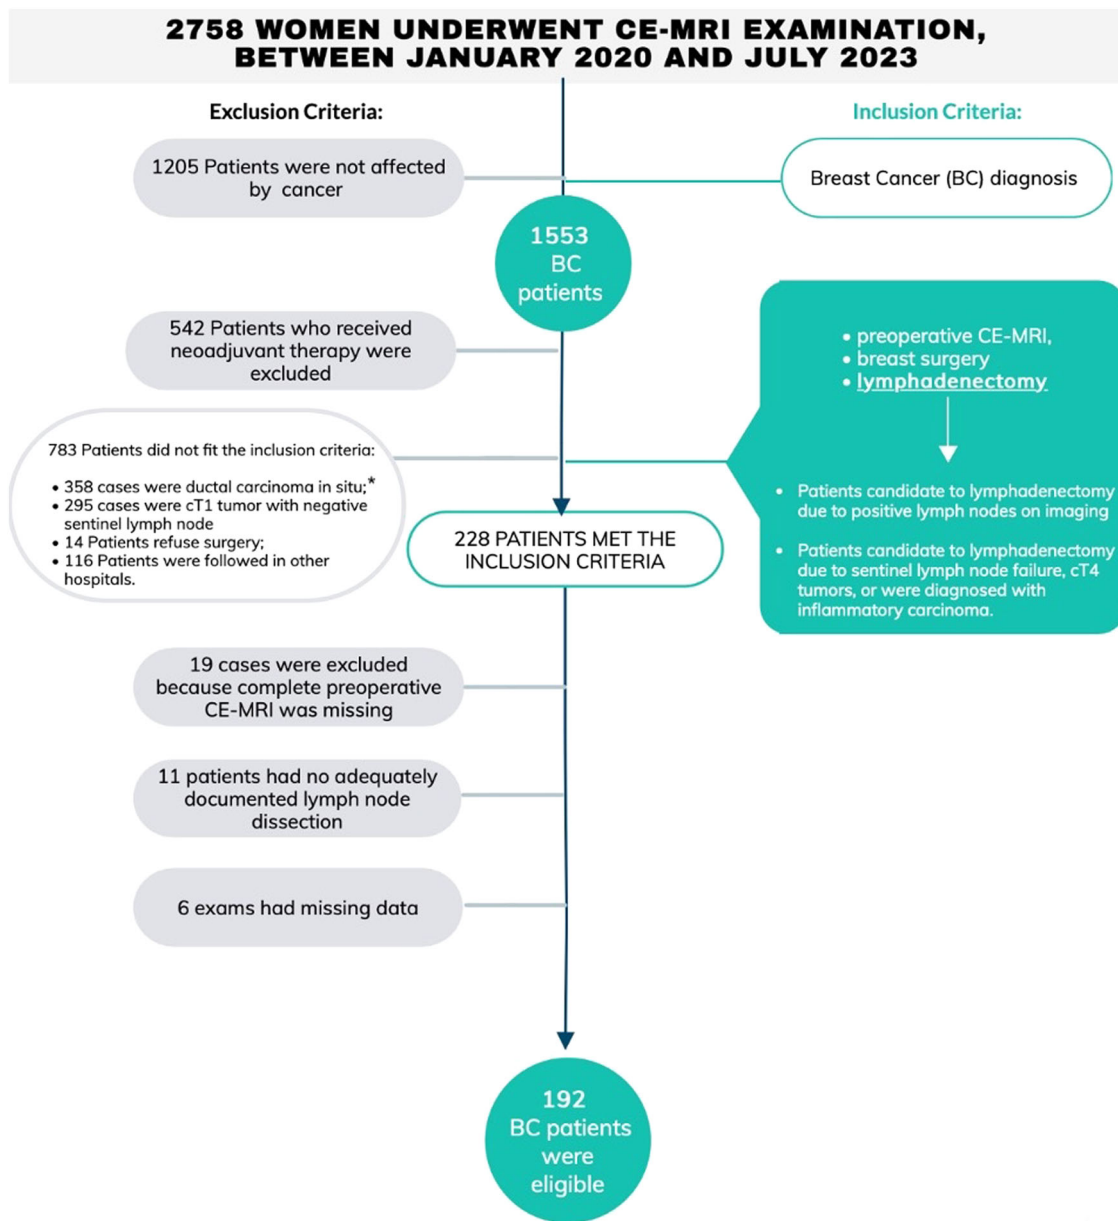 2758 WOMEN UNDERWENT CE-MRI EXAMINATION,
BETWEEN JANUARY 2020 AND JULY 2023
Exclusion Criteria:
Inclusion Criteria:
1205 Patients were not affected
by cancer
Breast Cancer (BC) diagnosis
1553
BC
patients
542 Patients who received
neoadjuvant therapy were
excluded
• preoperative CE-MRI,
• breast surgery
• lymphadenectomy
783 Patients did not fit the inclusion criteria:
• 358 cases were ductal carcinoma in situ;*
• 295 cases were cT1 tumor with negative
sentinel lymph node
• 14 Patients refuse surgery;
• 116 Patients were followed in other
hospitals.
228 PATIENTS MET THE
INCLUSION CRITERIA
• Patients candidate to lymphadenectomy
due to positive lymph nodes on imaging
• Patients candidate to lymphadenectomy
due to sentinel lymph node failure, cT4
tumors, or were diagnosed with
inflammatory carcinoma.
19 cases were excluded
because complete preoperative
CE-MRI was missing
11 patients had no adequately
documented lymph node
dissection
6 exams had missing data
192
BC patients
were
eligible